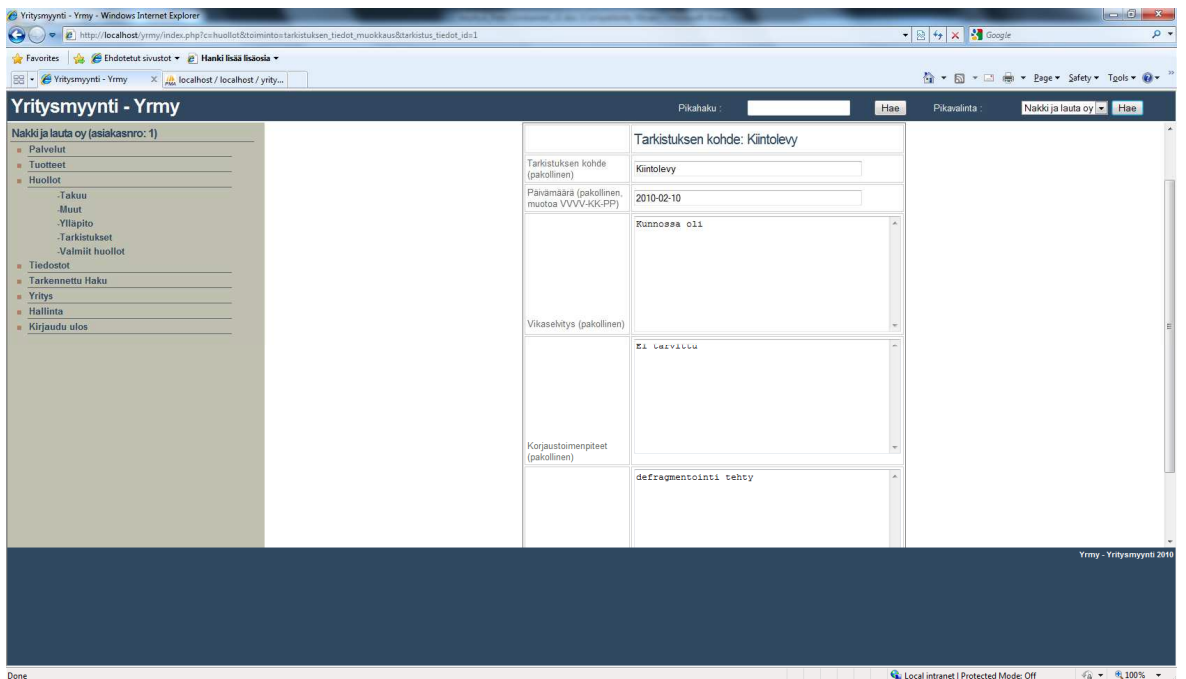 Yritysmyynti - Yrmy - Windows Internet Explorer
http://localhost/yrmy/index.php?c=huollot&toiminto=tarkistuksen_tiedot_muokkaus&tarkistus_tiedot_id=1
Google
Favorites Ehdotetut sivustot Hanki lisää lisäosia
Yritysmyynti - Yrmy X localhost / localhost / yrity...
Page Safety Tools
Yritysmyynti - Yrmy
Pikahaku : Hae Pikavalinta : Nakki ja lauta oy Hae
Nakki ja lauta oy (asiakasnro: 1)
Palvelut
Tuotteet
Huollot
-Takuu
-Muut
-Ylläpito
-Tarkistukset
-Valmiit huollot
Tiedostot
Tarkennettu Haku
Yritys
Hallinta
Kirjaudu ulos
Tarkistuksen kohde: Kiintolevy
Tarkistuksen kohde
(pakollinen)
Kiintolevy
Päivämäärä (pakollinen,
muotoa VVVV-KK-PP)
2010-02-10
Kunnossa oli
Vikaselvitys (pakollinen)
Ei tarvittu
Korjaustoimenpiteet
(pakollinen)
defragmentointi tehty
Yrmy - Yritysmyynti 2010
Done
Local intranet | Protected Mode: Off
100%